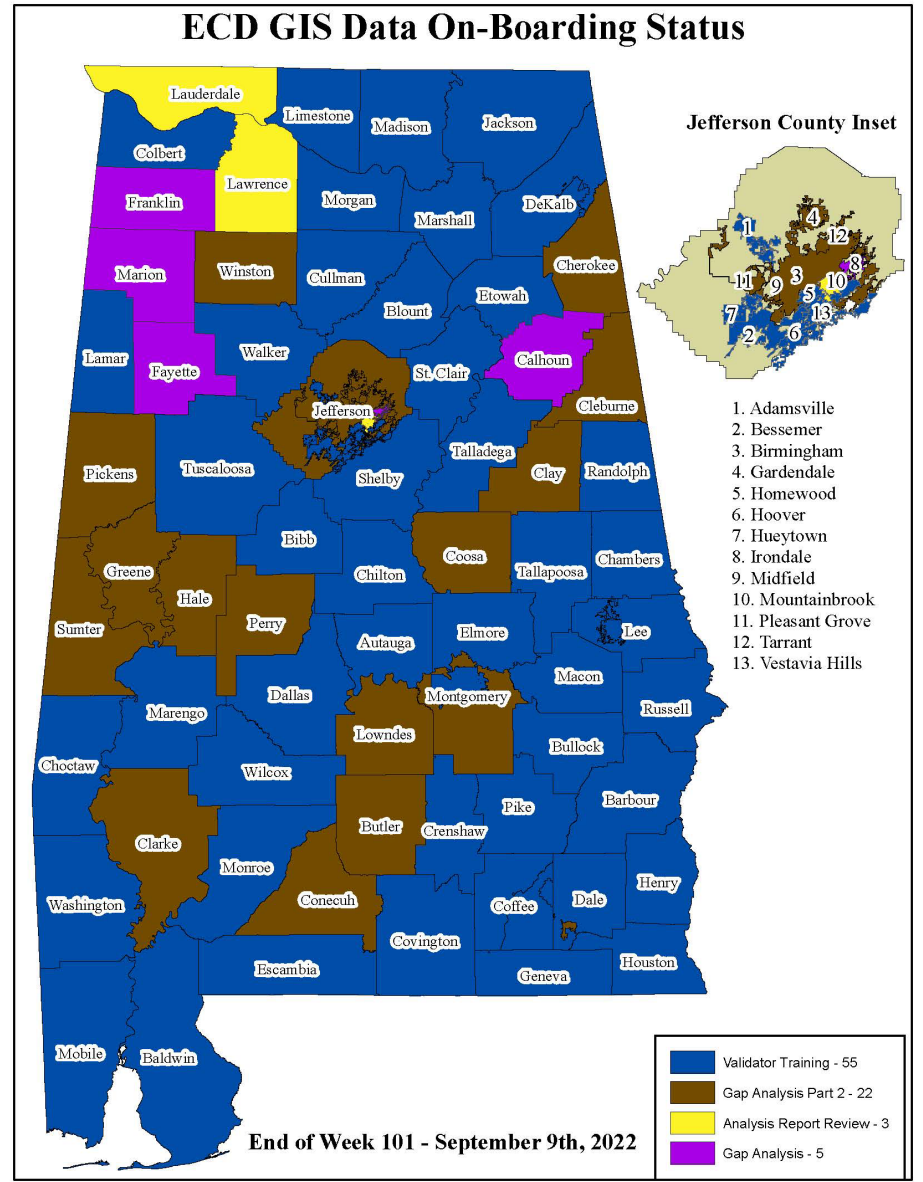 ECD GIS Data On-Boarding Status
Lauderdale
Limestone
Madison
Jackson
Colbert
Lawrence
Franklin
Morgan
Marshall
DeKalb
Marion
Winston
Cullman
Cherokee
Etowah
Blount
Lamar
Fayette
Walker
St. Clair
Calhoun
Cleburne
Jefferson
Pickens
Tuscaloosa
Shelby
Talladega
Clay
Randolph
Bibb
Greene
Hale
Coosa
Chilton
Tallapoosa
Chambers
Sumter
Perry
Autauga
Elmore
Lee
Macon
Marengo
Dallas
Montgomery
Russell
Lowndes
Bullock
Choctaw
Wilcox
Pike
Barbour
Clarke
Butler
Crenshaw
Monroe
Conecuh
Henry
Washington
Coffee
Dale
Covington
Escambia
Geneva
Houston
Mobile
Baldwin
Jefferson County Inset
1
4
12
8
3
11
9
10
5
7
13
2
6
1. Adamsville
2. Bessemer
3. Birmingham
4. Gardendale
5. Homewood
6. Hoover
7. Hueytown
8. Irondale
9. Midfield
10. Mountainbrook
11. Pleasant Grove
12. Tarrant
13. Vestavia Hills
Validator Training - 55
Gap Analysis Part 2 - 22
Analysis Report Review - 3
Gap Analysis - 5
End of Week 101 - September 9th, 2022